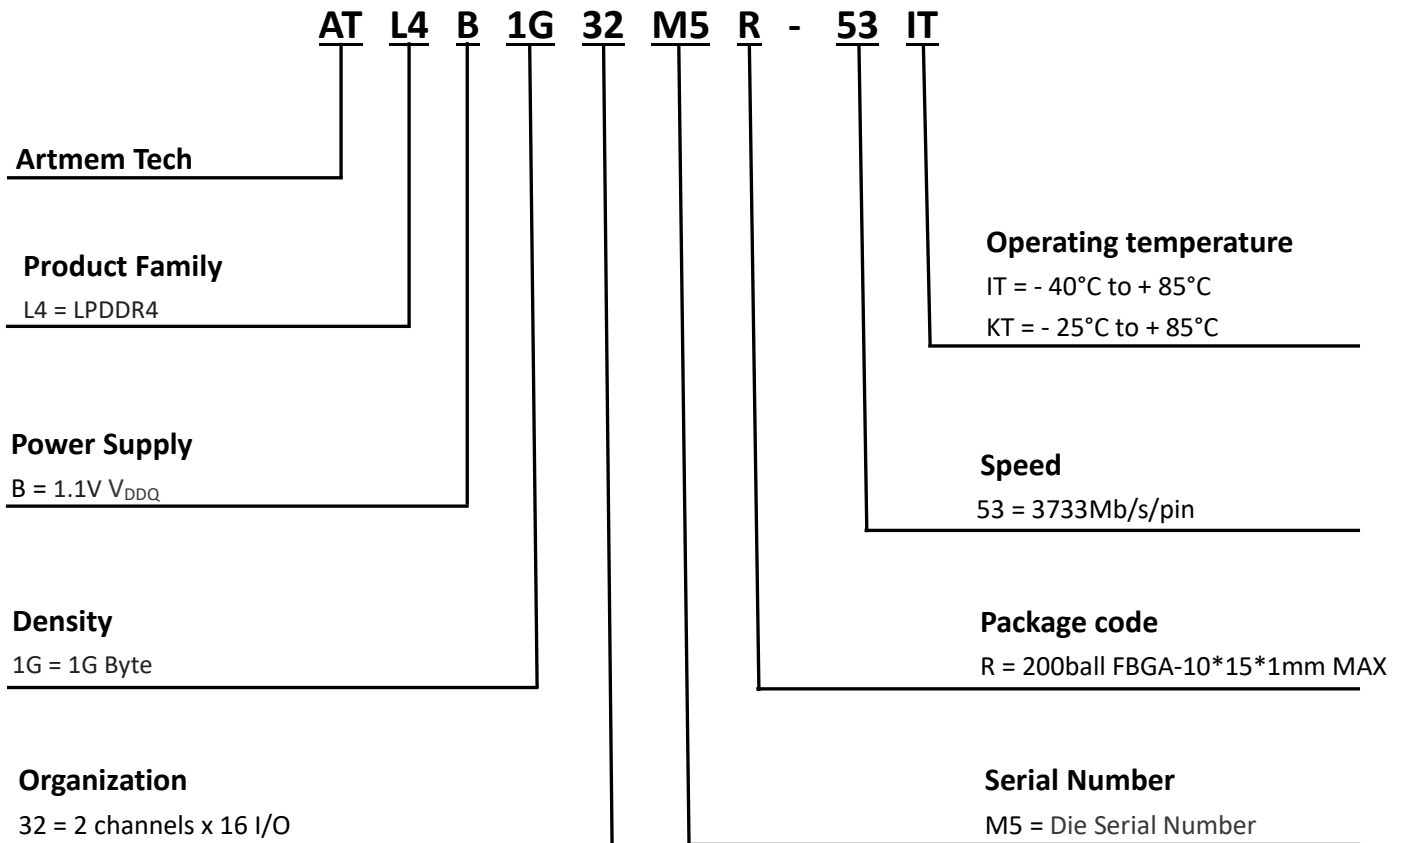 AT L4 B 1G 32 M5 R - 53 IT
Artmem Tech
Product Family
L4 = LPDDR4
Power Supply
B = 1.1V VDDQ
Density
1G = 1G Byte
Organization
32 = 2 channels x 16 I/O
Operating temperature
IT = - 40°C to + 85°C
KT = - 25°C to + 85°C
Speed
53 = 3733Mb/s/pin
Package code
R = 200ball FBGA-10*15*1mm MAX
Serial Number
M5 = Die Serial Number